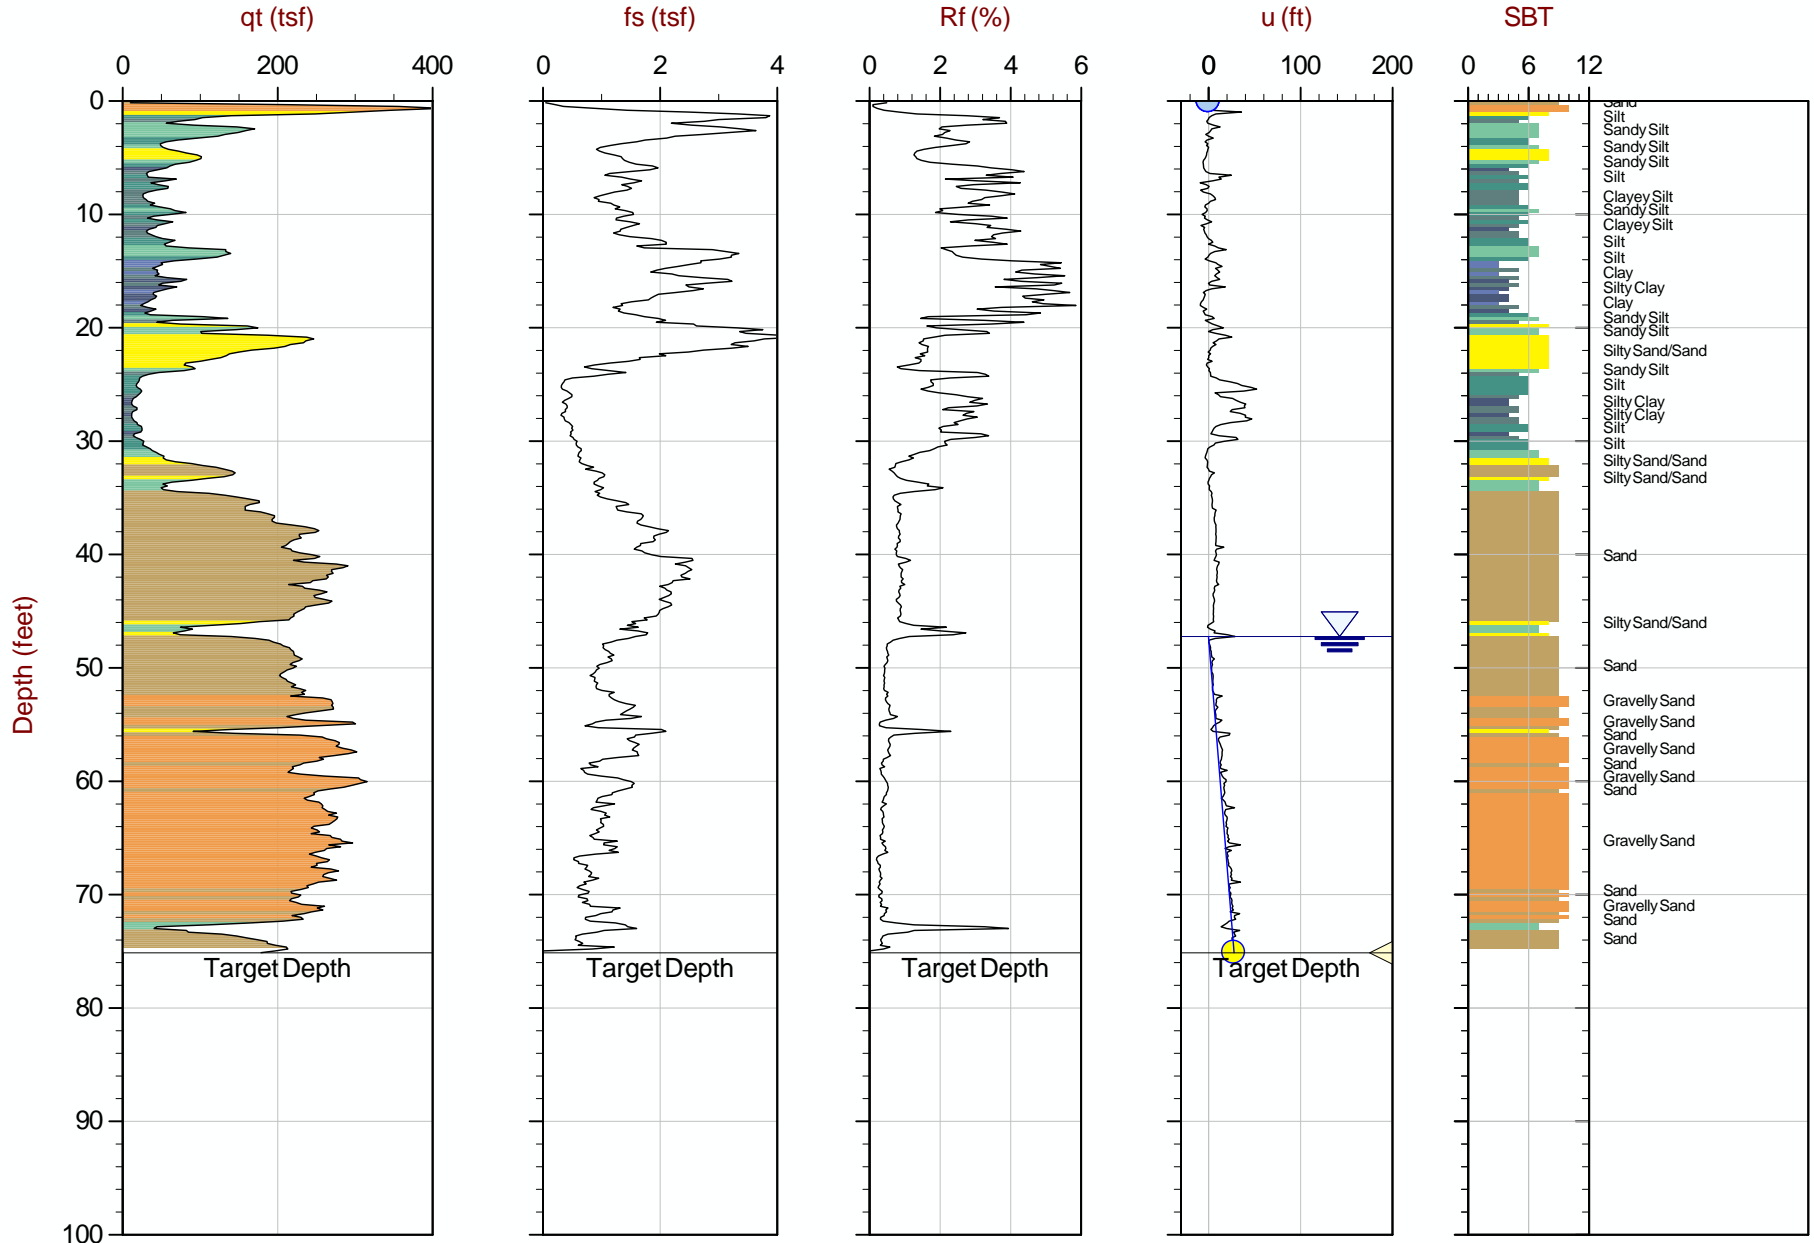 qt (tsf)
fs (tsf)
Rf (%)
u (ft)
SBT
0 200 400
0 2 4
0 2 4 6
0 100 200
0 6 12
Depth (feet)
0
10
20
30
40
50
60
70
80
90
100
Sand
Silt
Sandy Silt
Sandy Silt
Sandy Silt
Silt
Clayey Silt
Sandy Silt
Clayey Silt
Silt
Silt
Clay
Silty Clay
Clay
Sandy Silt
Sandy Silt
Silty Sand/Sand
Sandy Silt
Silt
Silty Clay
Silty Clay
Silt
Silt
Silty Sand/Sand
Silty Sand/Sand
Sand
Silty Sand/Sand
Sand
Gravelly Sand
Gravelly Sand
Sand
Gravelly Sand
Sand
Gravelly Sand
Sand
Gravelly Sand
Sand
Gravelly Sand
Sand
Sand
Target Depth
Target Depth
Target Depth
Target Depth